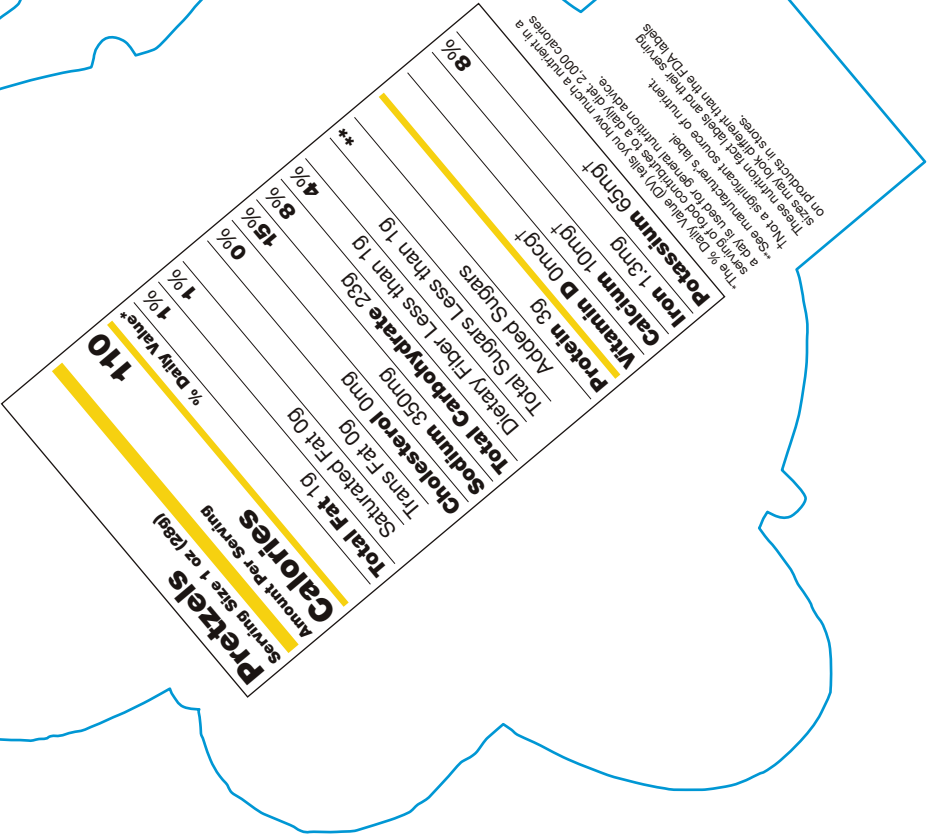 Pretzels
Serving Size 1 oz (28g)
Amount Per Serving
Calories 110
% Daily Value*
Total Fat 1g 1%
Saturated Fat 0g 1%
Trans Fat 0g
Cholesterol 0mg 0%
Sodium 350mg 15%
Total Carbohydrate 23g 8%
Dietary Fiber Less than 1g 4%
Total Sugars Less than 1g
Added Sugars **
Protein 3g
Vitamin D 0mcg†
Calcium 10mg†
Iron 1.3mg 8%
Potassium 65mg†
*The % Daily Value (DV) tells you how much a nutrient in a
serving of food contributes to a daily diet. 2,000 calories
a day is used for general nutrition advice.
**See manufacturer's label.
†Not a significant source of nutrient.
These nutrition fact labels and their serving
sizes may look different than the FDA labels
on products in stores.